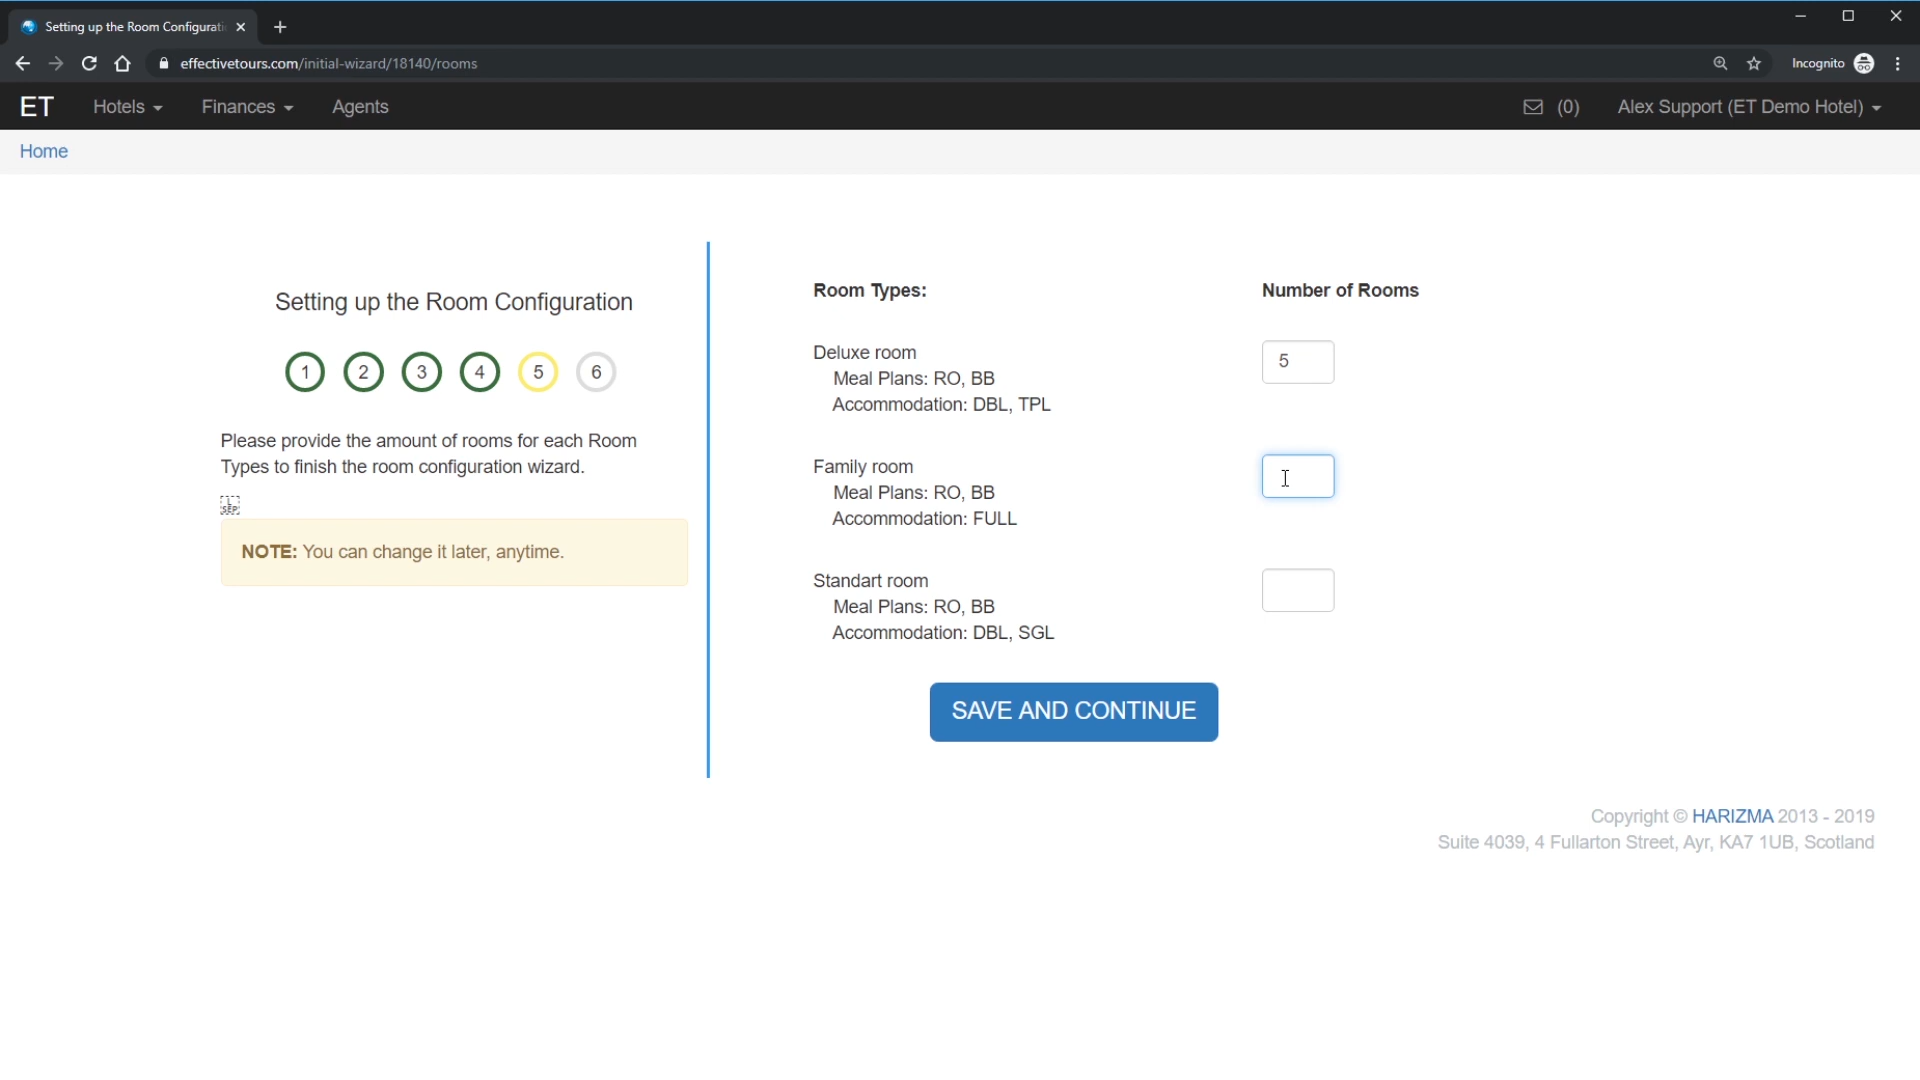 Setting up the Room Configurati
effectivetours.com/initial-wizard/18140/rooms
Incognito
ET Hotels Finances Agents (0) Alex Support (ET Demo Hotel)
Home
Setting up the Room Configuration
1 2 3 4 5 6
Please provide the amount of rooms for each Room
Types to finish the room configuration wizard.
L SEP
NOTE: You can change it later, anytime.
Room Types: Number of Rooms
Deluxe room 5
Meal Plans: RO, BB
Accommodation: DBL, TPL
Family room
Meal Plans: RO, BB
Accommodation: FULL
Standart room
Meal Plans: RO, BB
Accommodation: DBL, SGL
SAVE AND CONTINUE
Copyright © HARIZMA 2013 - 2019
Suite 4039, 4 Fullarton Street, Ayr, KA7 1UB, Scotland